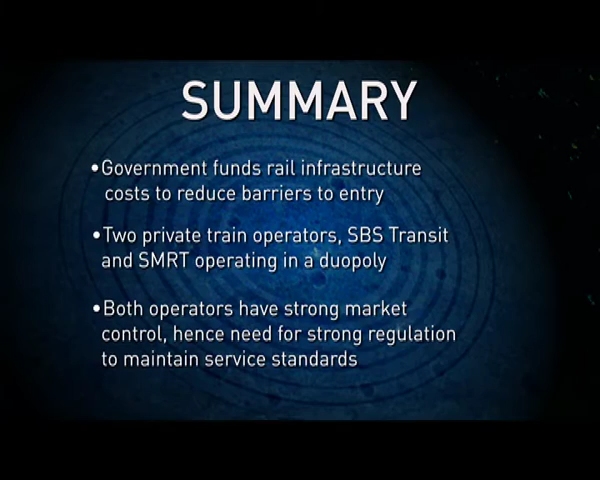 SUMMARY
•Government funds rail infrastructure
costs to reduce barriers to entry
•Two private train operators, SBS Transit
and SMRT operating in a duopoly
•Both operators have strong market
control, hence need for strong regulation
to maintain service standards